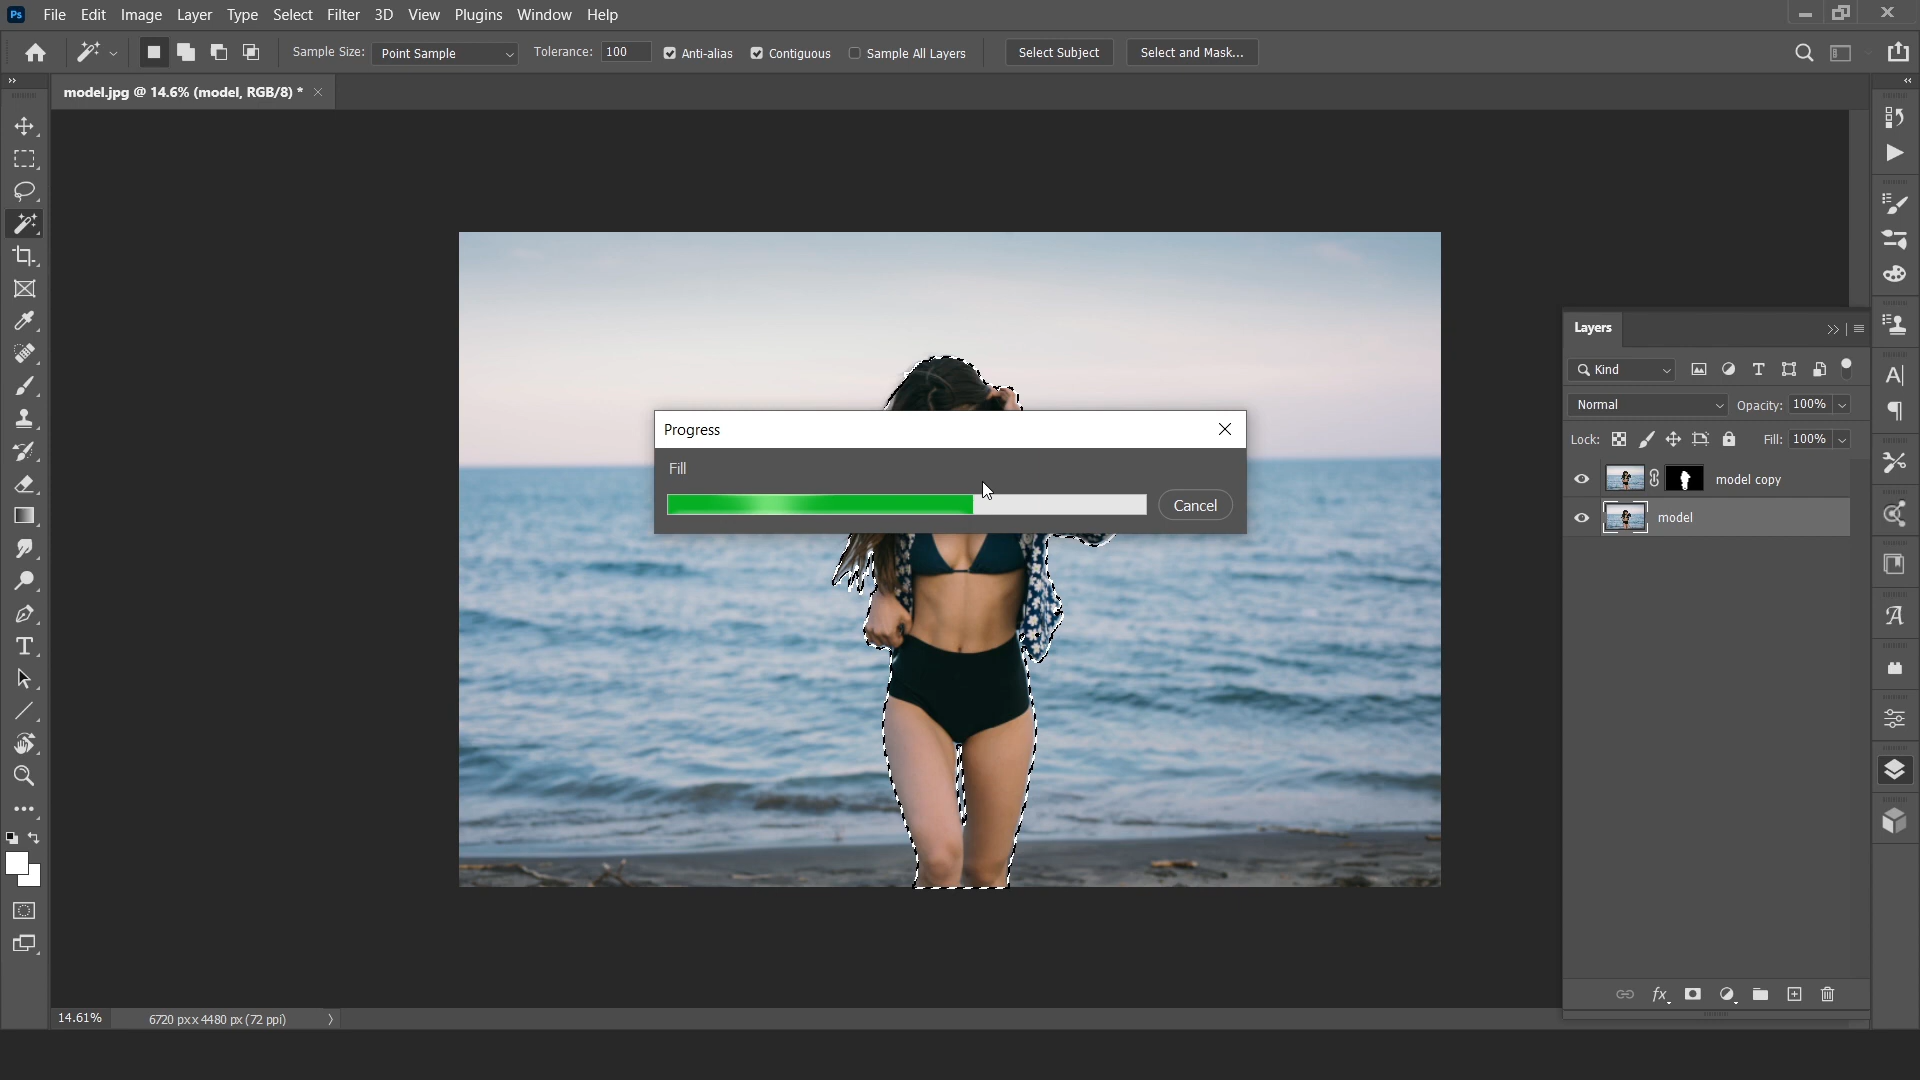 Ps File Edit Image Layer Type Select Filter 3D View Plugins Window Help
Sample Size: Point Sample Tolerance: 100 Anti-alias Contiguous Sample All Layers Select Subject Select and Mask...
model.jpg @ 14.6% (model, RGB/8) *
Progress
Fill
Cancel
Layers
Kind
Normal Opacity: 100%
Lock: Fill: 100%
model copy
model
fx
14.61% 6720 px x 4480 px (72 ppi)